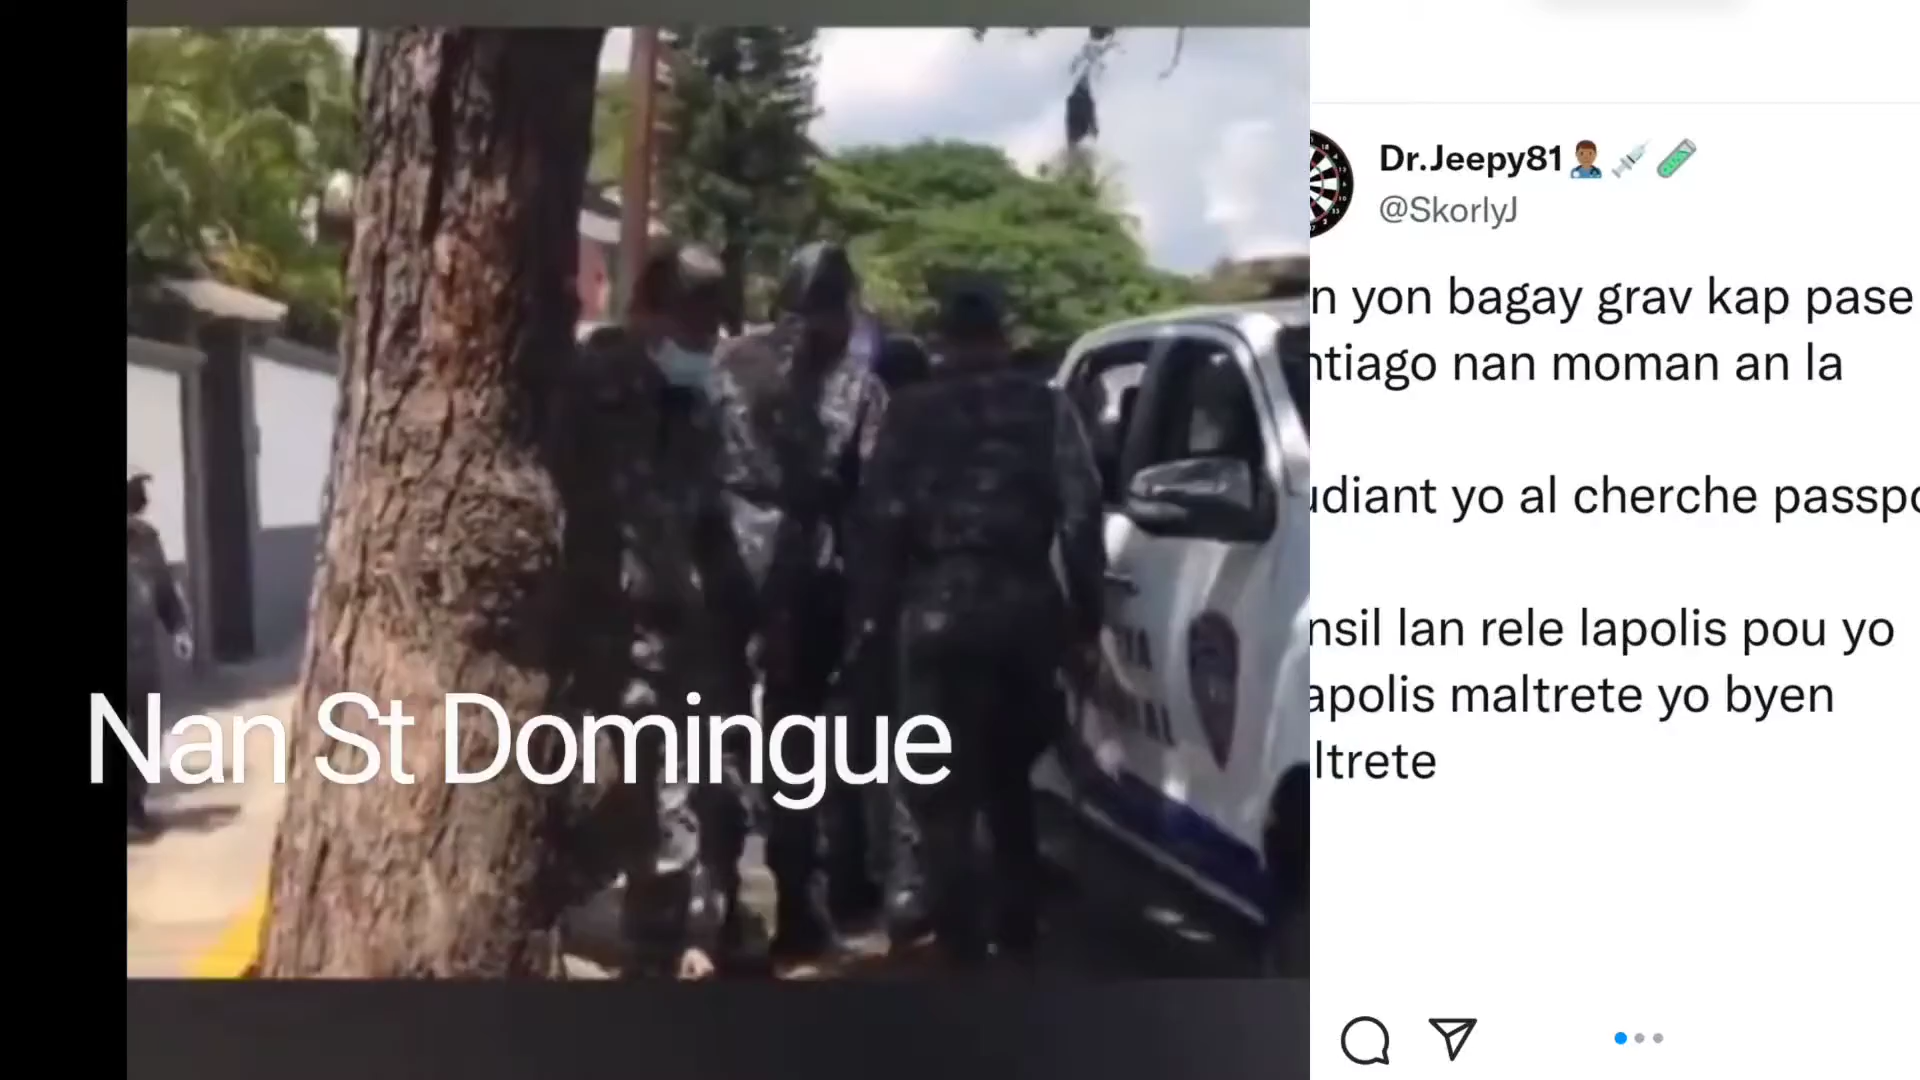 Nan St Domingue
Dr.Jeepy81
@SkorlyJ
n yon bagay grav kap pase
ntiago nan moman an la
udiant yo al cherche passpo
nsil lan rele lapolis pou yo
apolis maltrete yo byen
ltrete